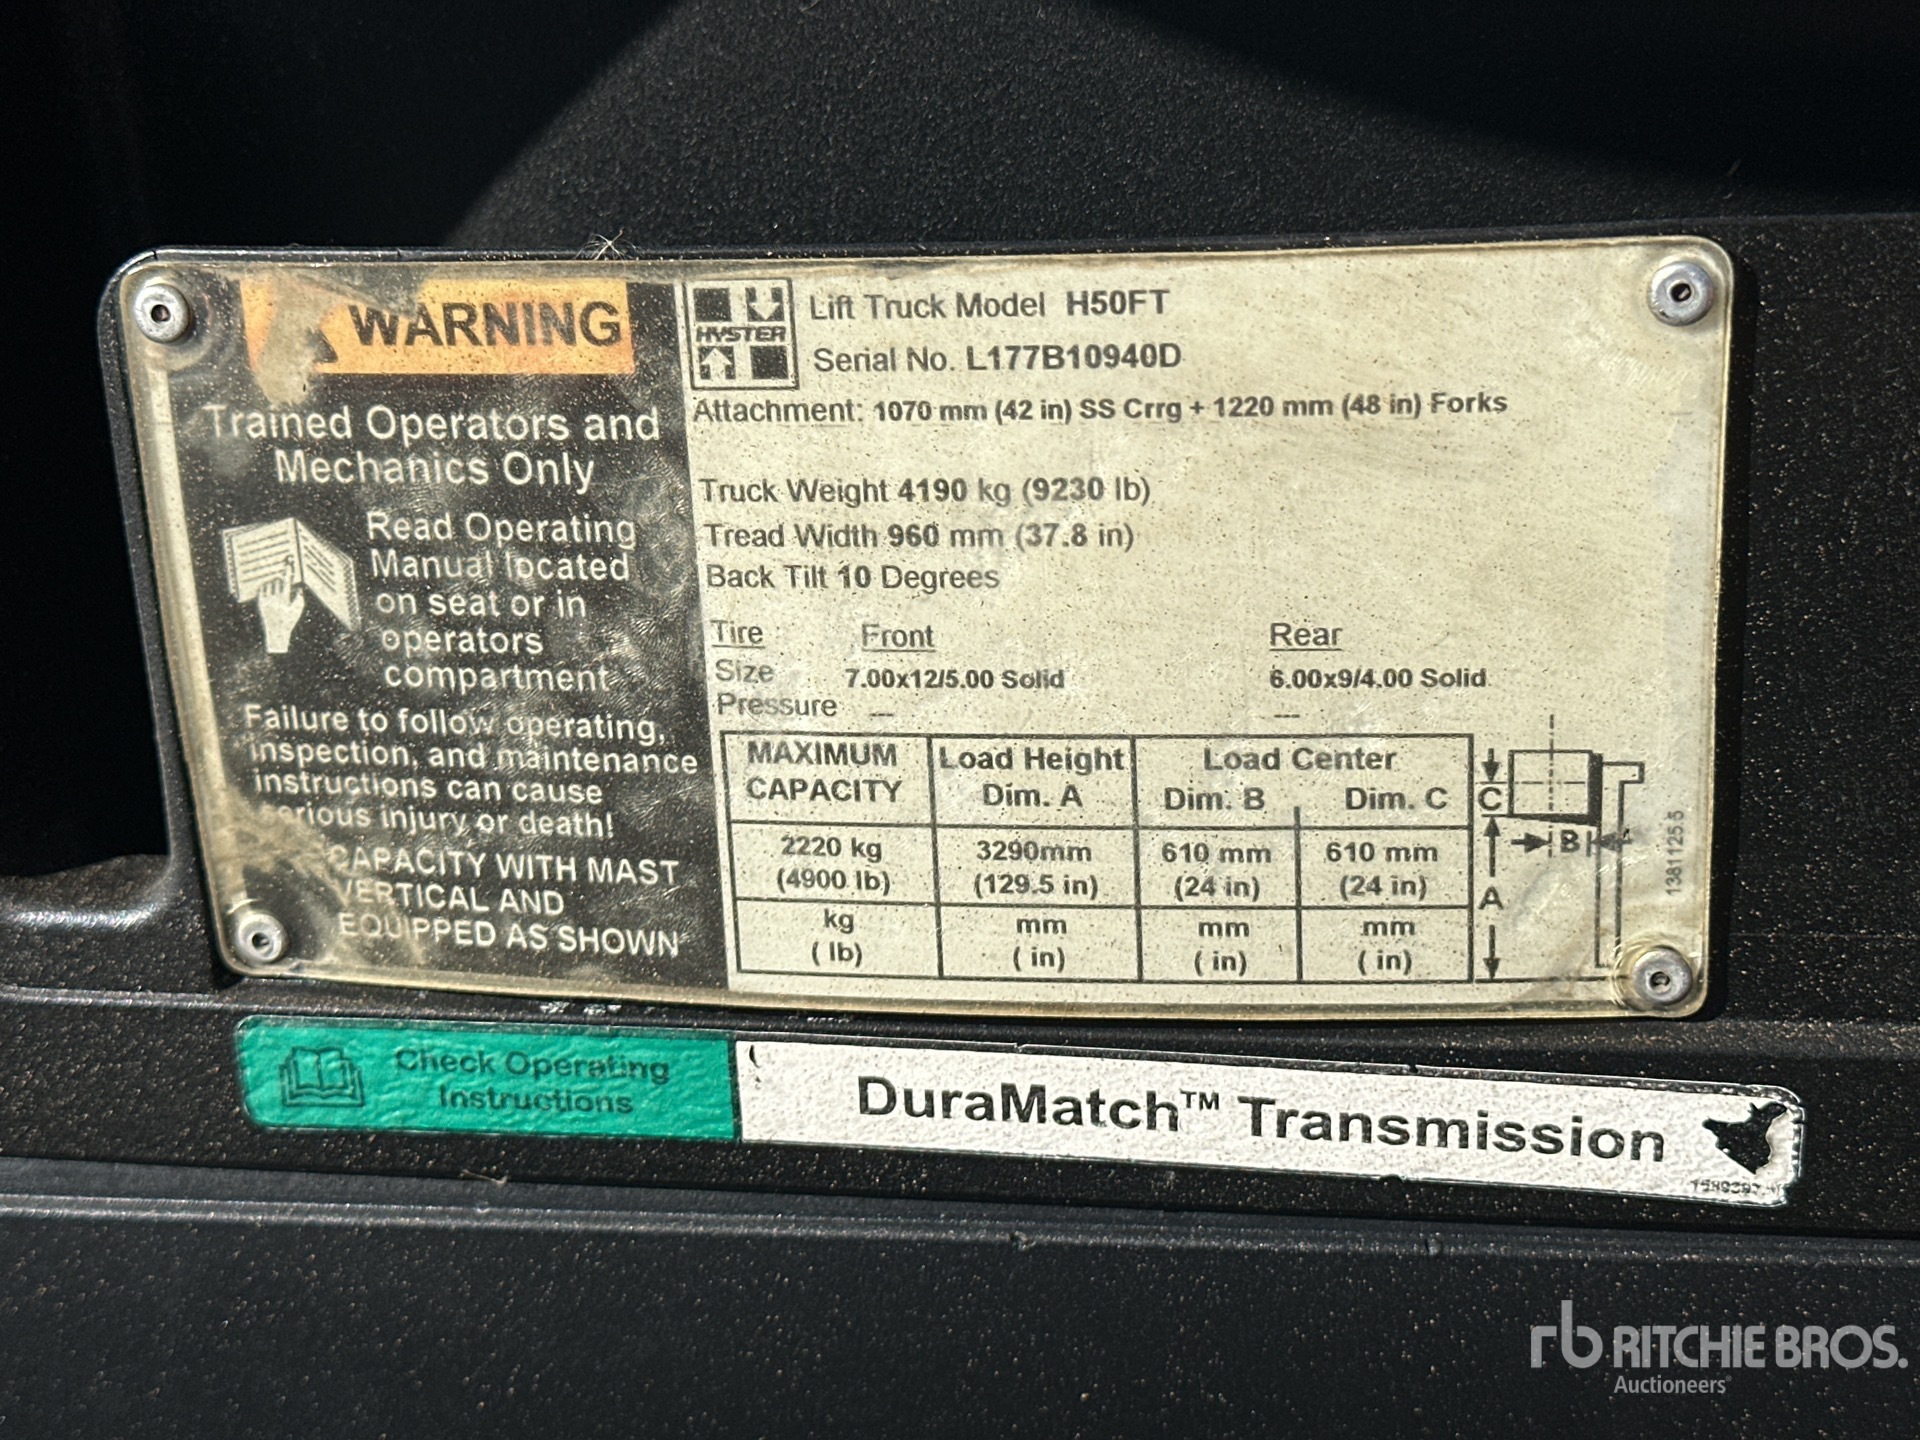 WARNING
Trained Operators and
Mechanics Only
Read Operating
Manual located
on seat or in
operators
compartment
Failure to follow operating,
inspection, and maintenance
instructions can cause
serious injury or death!
CAPACITY WITH MAST
VERTICAL AND
EQUIPPED AS SHOWN
HYSTER
Lift Truck Model H50FT
Serial No. L177B10940D
Attachment: 1070 mm (42 in) SS Crrg + 1220 mm (48 in) Forks
Truck Weight 4190 kg (9230 lb)
Tread Width 960 mm (37.8 in)
Back Tilt 10 Degrees
Tire Front Rear
Size 7.00x12/5.00 Solid 6.00x9/4.00 Solid
Pressure --- ---
MAXIMUM CAPACITY Load Height Dim. A Load Center Dim. B Dim. C
2220 kg 3290mm 610 mm 610 mm
(4900 lb) (129.5 in) (24 in) (24 in)
kg mm mm mm
( lb) ( in) ( in) ( in)
C
B
A
13811255
Check Operating
Instructions
DuraMatch™ Transmission
rb RITCHIE BROS.
Auctioneers